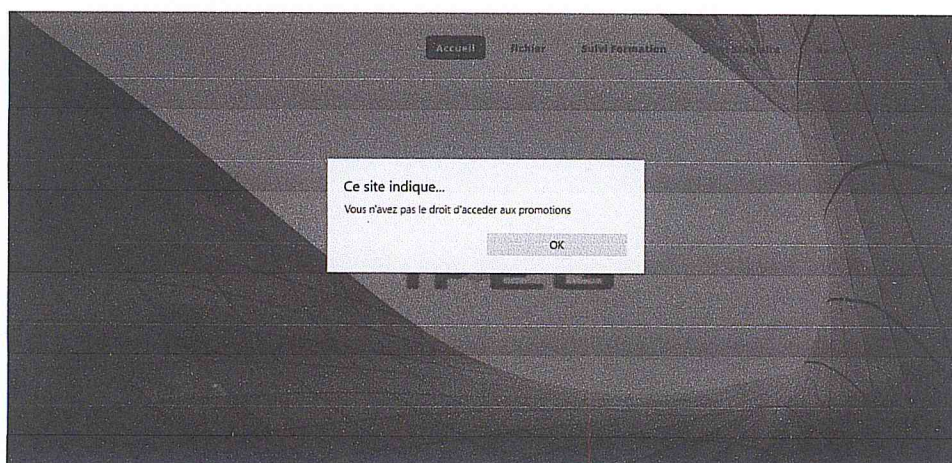 Accueil Fichier Suivi Formation
Ce site indique...
Vous n'avez pas le droit d'acceder aux promotions
OK